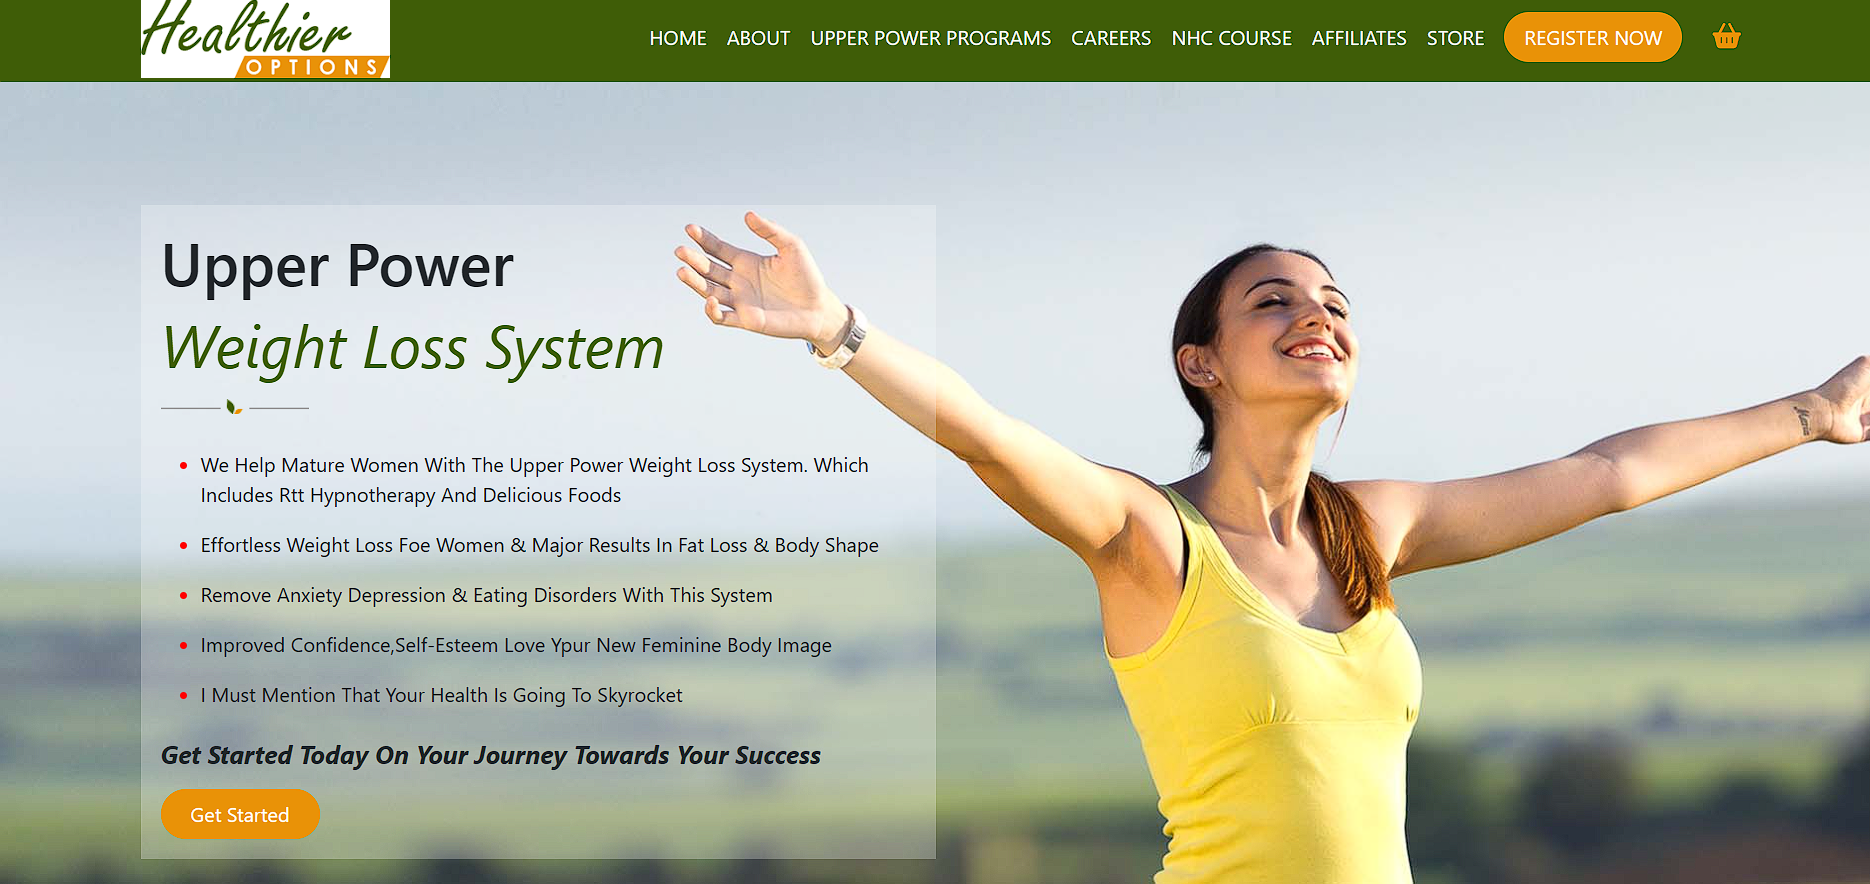 Healthier
OPTIONS
HOME ABOUT UPPER POWER PROGRAMS CAREERS NHC COURSE AFFILIATES STORE REGISTER NOW
Upper Power
Weight Loss System
We Help Mature Women With The Upper Power Weight Loss System. Which
Includes Rtt Hypnotherapy And Delicious Foods
Effortless Weight Loss Foe Women & Major Results In Fat Loss & Body Shape
Remove Anxiety Depression & Eating Disorders With This System
Improved Confidence,Self-Esteem Love Ypur New Feminine Body Image
I Must Mention That Your Health Is Going To Skyrocket
Get Started Today On Your Journey Towards Your Success
Get Started